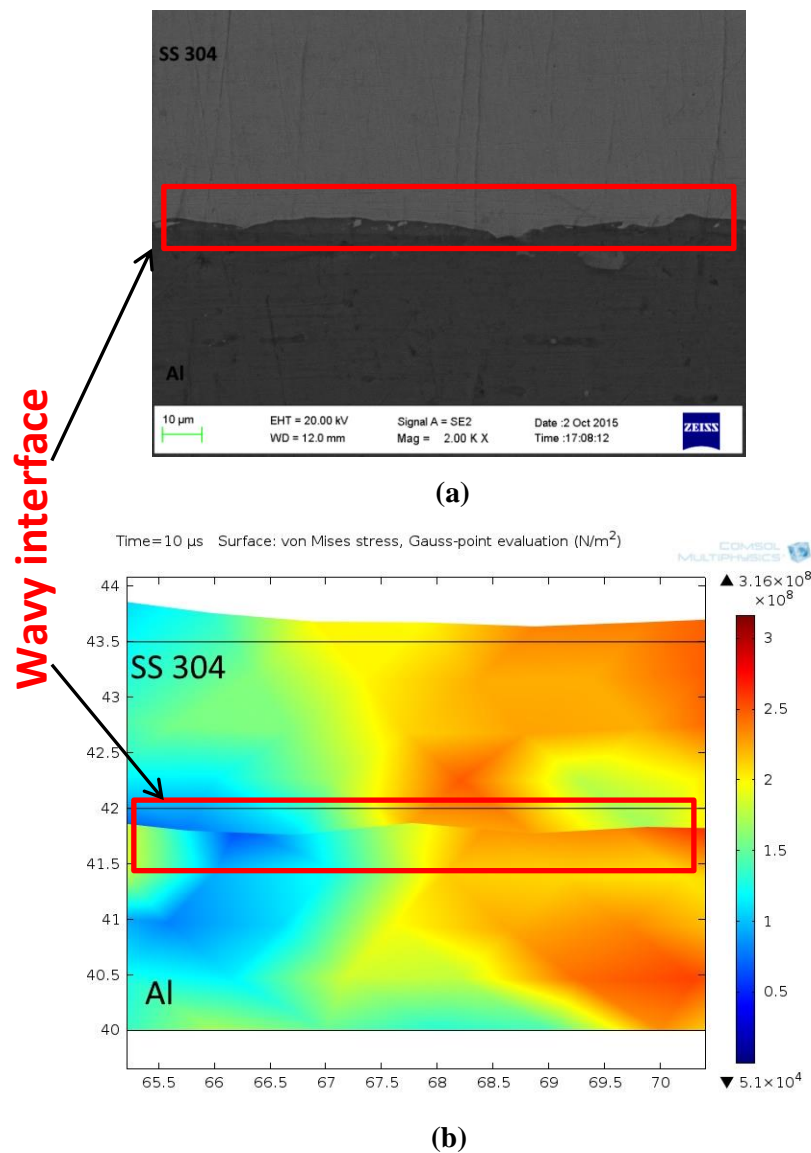 SS 304
Wavy interface
Al
10 µm
EHT = 20.00 kV
Signal A = SE2
Date :2 Oct 2015
ZEISS
WD = 12.0 mm
Mag = 2.00 K X
Time :17:08:12
(a)
Time=10 µs Surface: von Mises stress, Gauss-point evaluation (N/m²)
COMSOL
MULTIPHYSICS
44
43.5
43
42.5
42
41.5
41
40.5
40
SS 304
Al
65.5 66 66.5 67 67.5 68 68.5 69 69.5 70
▲ 3.16×10⁸
×10⁸
3
2.5
2
1.5
1
0.5
▼ 5.1×10⁴
(b)